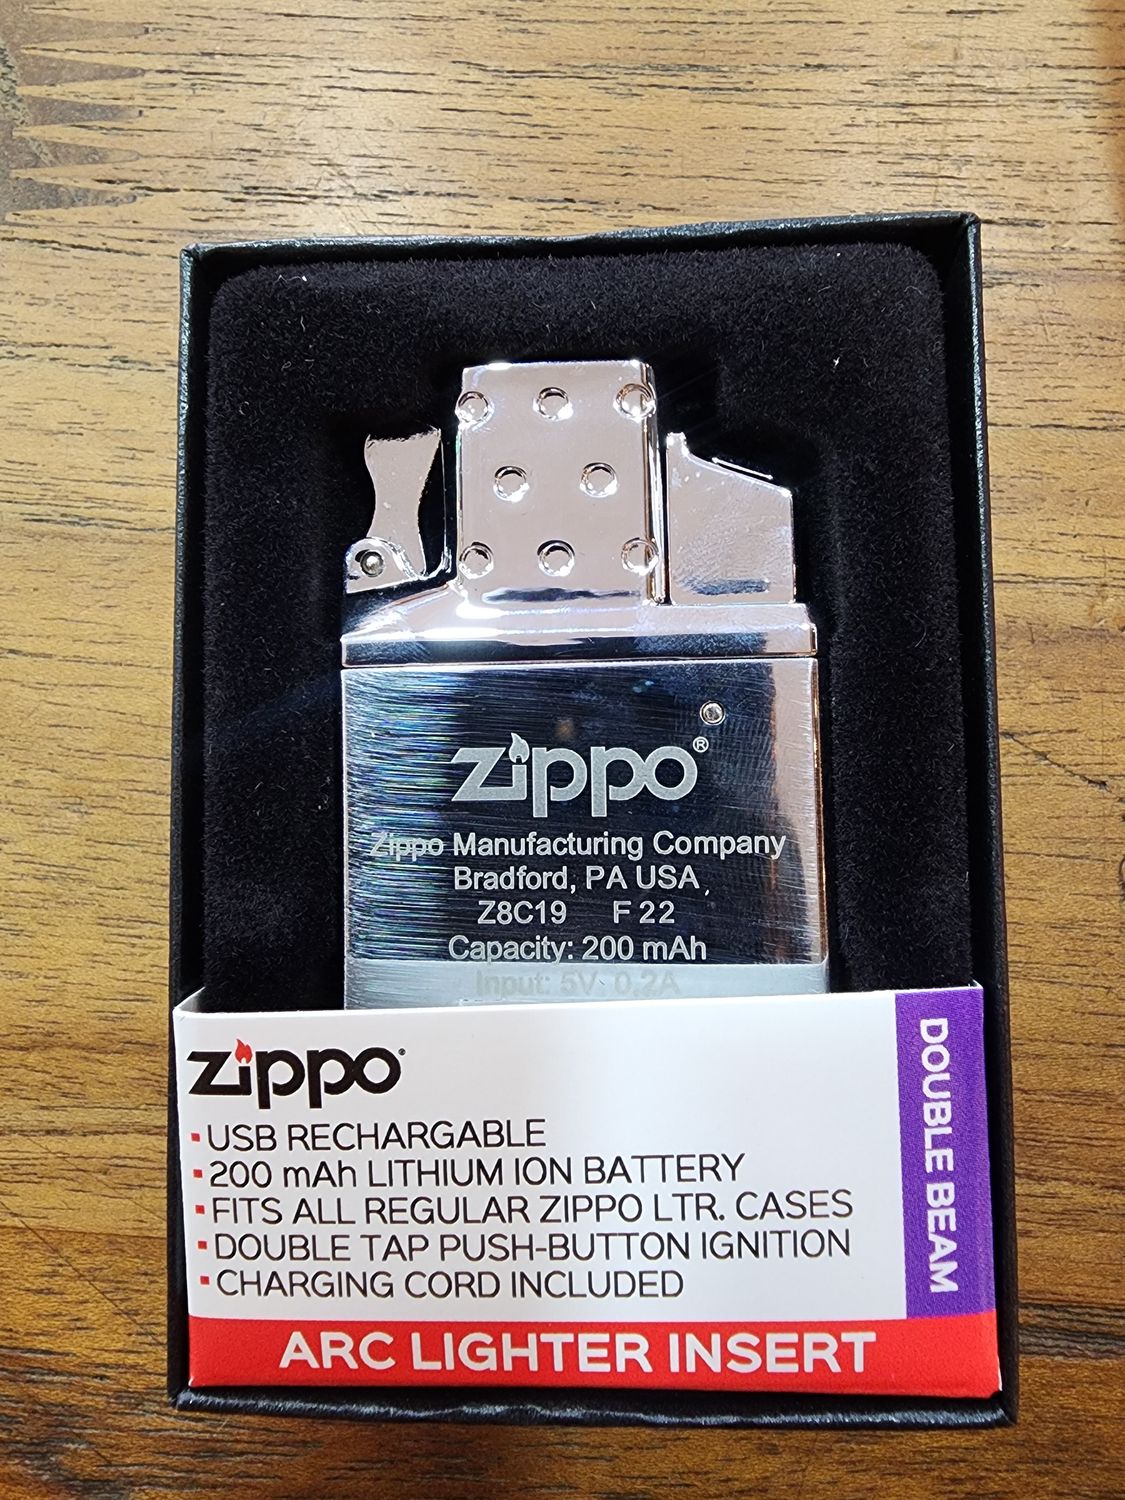 zippo®
Zippo Manufacturing Company
Bradford, PA USA
Z8C19 F 22
Capacity: 200 mAh
Input: 5V, 0.2A
zippo
DOUBLE BEAM
▪ USB RECHARGABLE
▪ 200 mAh LITHIUM ION BATTERY
▪ FITS ALL REGULAR ZIPPO LTR. CASES
▪ DOUBLE TAP PUSH-BUTTON IGNITION
▪ CHARGING CORD INCLUDED
ARC LIGHTER INSERT